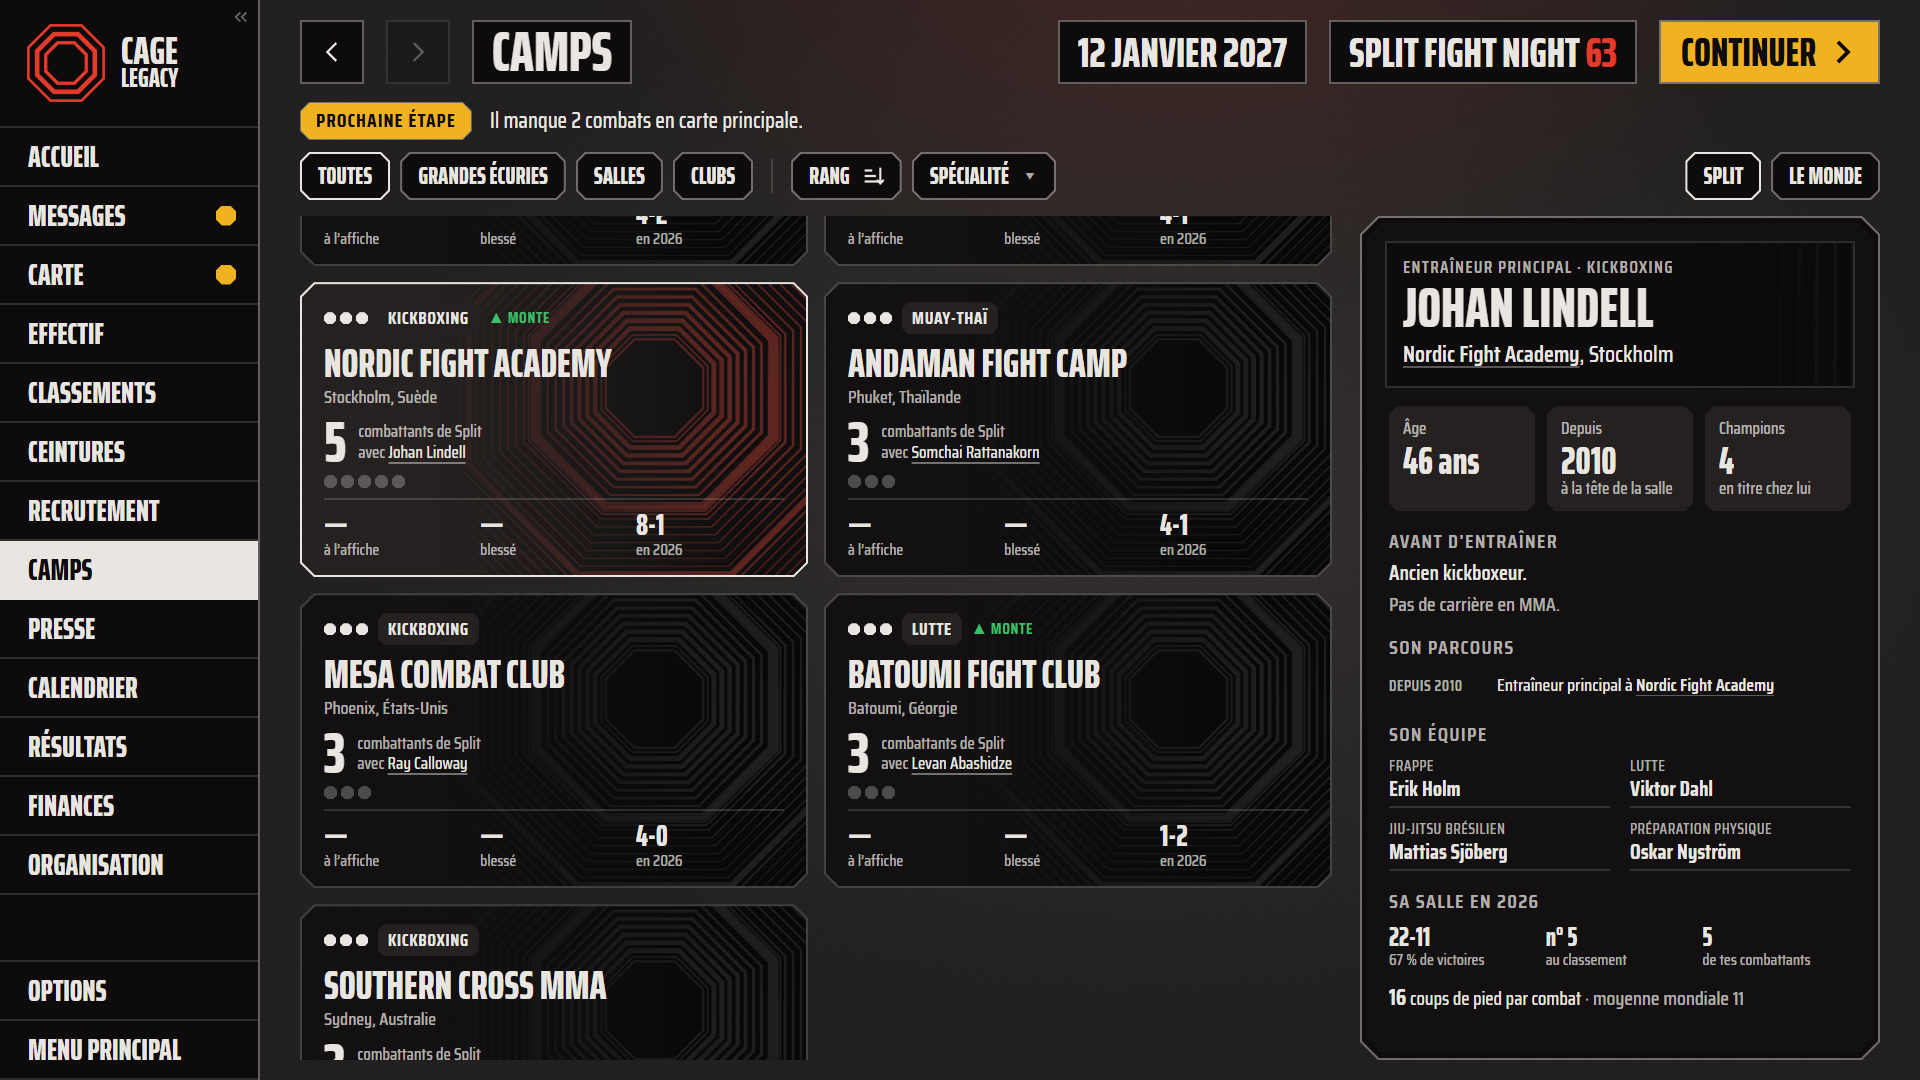 CAGE
LEGACY
ACCUEIL
MESSAGES
CARTE
EFFECTIF
CLASSEMENTS
CEINTURES
RECRUTEMENT
CAMPS
PRESSE
CALENDRIER
RÉSULTATS
FINANCES
ORGANISATION
OPTIONS
MENU PRINCIPAL
CAMPS
12 JANVIER 2027
SPLIT FIGHT NIGHT 63
CONTINUER
PROCHAINE ÉTAPE
Il manque 2 combats en carte principale.
TOUTES
GRANDES ÉCURIES
SALLES
CLUBS
RANG
SPÉCIALITÉ
SPLIT
LE MONDE
4-2
à l'affiche
blessé
en 2026
4-1
à l'affiche
blessé
en 2026
KICKBOXING
▲ MONTE
NORDIC FIGHT ACADEMY
Stockholm, Suède
5 combattants de Split
avec Johan Lindell
— — 8-1
à l'affiche
blessé
en 2026
MUAY-THAÏ
ANDAMAN FIGHT CAMP
Phuket, Thaïlande
3 combattants de Split
avec Somchai Rattanakorn
— — 4-1
à l'affiche
blessé
en 2026
KICKBOXING
MESA COMBAT CLUB
Phoenix, États-Unis
3 combattants de Split
avec Ray Calloway
— — 4-0
à l'affiche
blessé
en 2026
LUTTE
▲ MONTE
BATOUMI FIGHT CLUB
Batoumi, Géorgie
3 combattants de Split
avec Levan Abashidze
— — 1-2
à l'affiche
blessé
en 2026
KICKBOXING
SOUTHERN CROSS MMA
Sydney, Australie
combattants de Split
ENTRAÎNEUR PRINCIPAL · KICKBOXING
JOHAN LINDELL
Nordic Fight Academy, Stockholm
Âge
46 ans
Depuis
2010
à la tête de la salle
Champions
4
en titre chez lui
AVANT D'ENTRAÎNER
Ancien kickboxeur.
Pas de carrière en MMA.
SON PARCOURS
DEPUIS 2010 Entraîneur principal à Nordic Fight Academy
SON ÉQUIPE
FRAPPE
Erik Holm
LUTTE
Viktor Dahl
JIU-JITSU BRÉSILIEN
Mattias Sjöberg
PRÉPARATION PHYSIQUE
Oskar Nyström
SA SALLE EN 2026
22-11
67 % de victoires
n° 5
au classement
5
de tes combattants
16 coups de pied par combat · moyenne mondiale 11